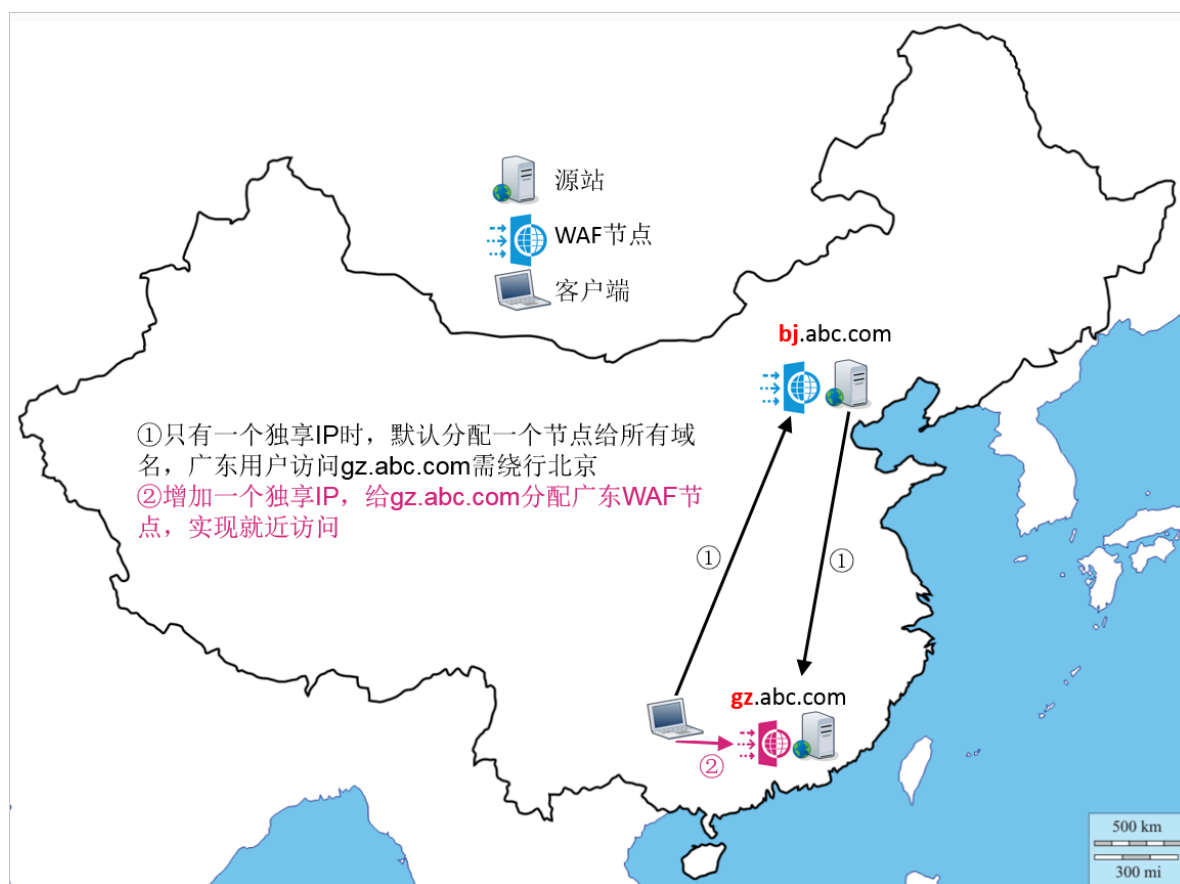 源站
WAF节点
客户端
bj.abc.com
①只有一个独享IP时，默认分配一个节点给所有域
名，广东用户访问gz.abc.com需绕行北京
②增加一个独享IP，给gz.abc.com分配广东WAF节
点，实现就近访问
①
①
gz.abc.com
②
500 km
300 mi